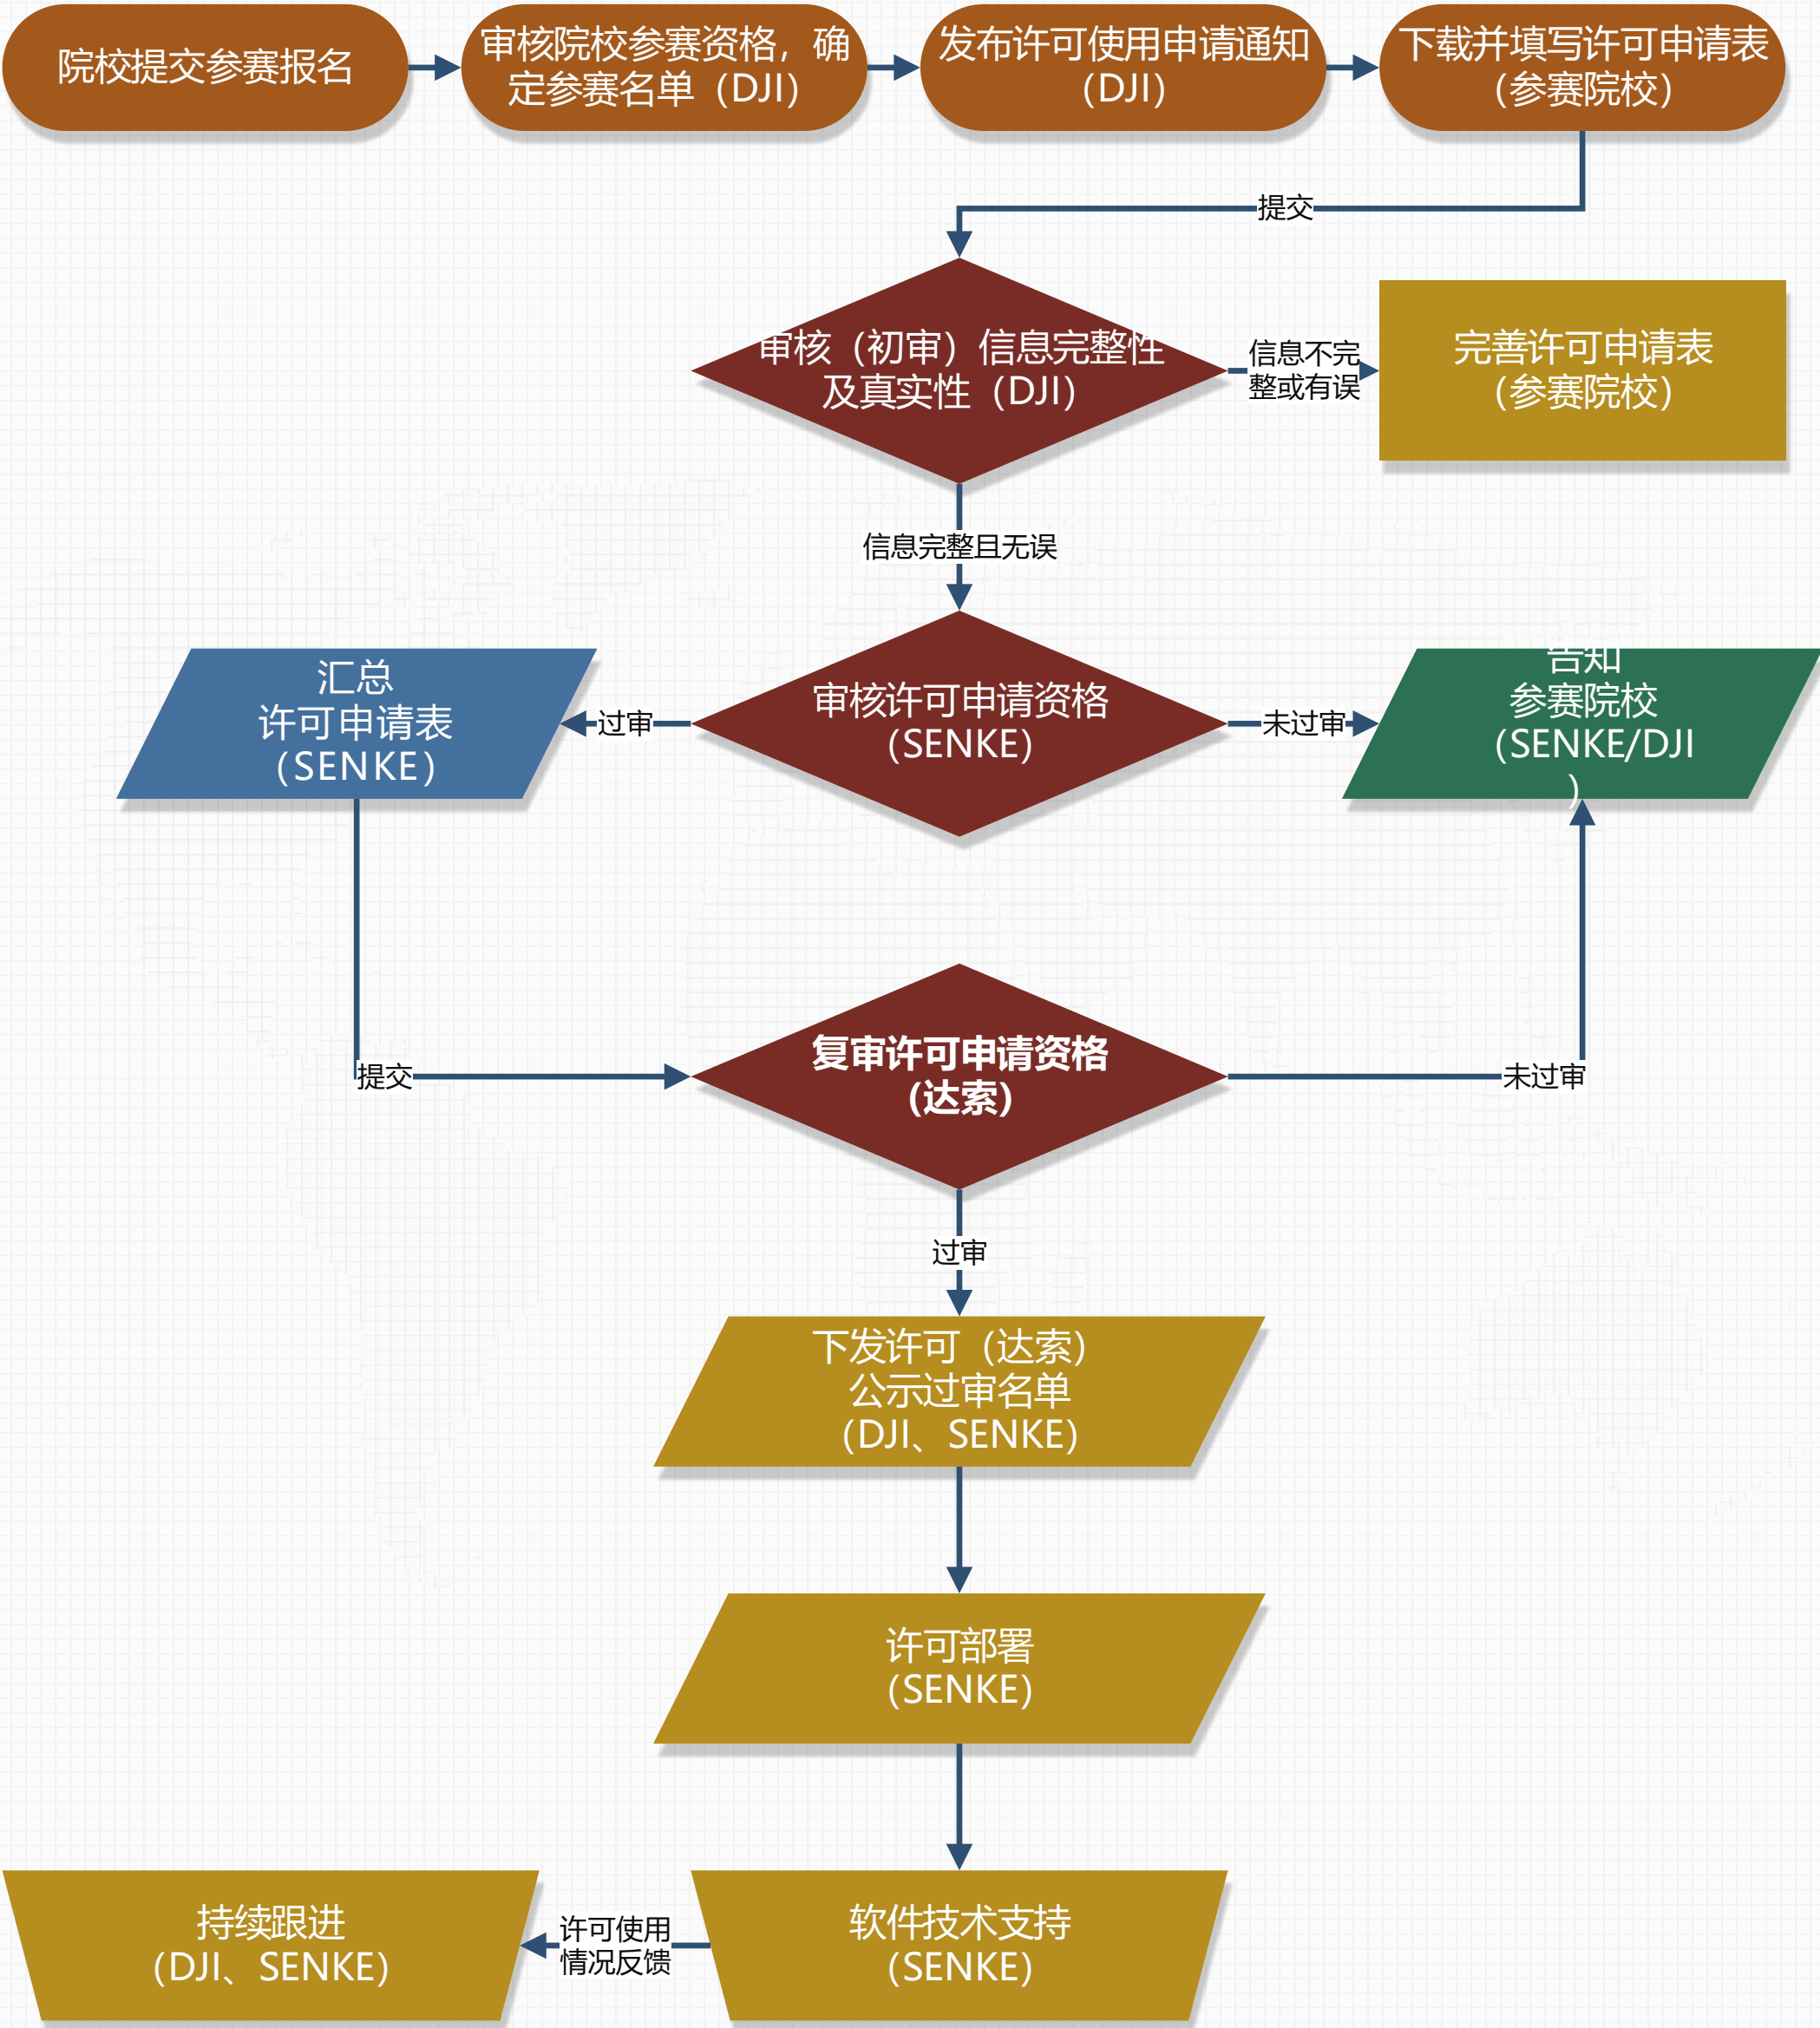 院校提交参赛报名
审核院校参赛资格，确
定参赛名单（DJI）
发布许可使用申请通知
（DJI）
下载并填写许可申请表
（参赛院校）
提交
审核（初审）信息完整性
及真实性（DJI）
信息不完
整或有误
完善许可申请表
（参赛院校）
信息完整且无误
汇总
许可申请表
（SENKE）
过审
审核许可申请资格
（SENKE）
未过审
告知
参赛院校
（SENKE/DJI
）
提交
复审许可申请资格
（达索）
未过审
过审
下发许可（达索）
公示过审名单
（DJI、SENKE）
许可部署
（SENKE）
持续跟进
（DJI、SENKE）
许可使用
情况反馈
软件技术支持
（SENKE）